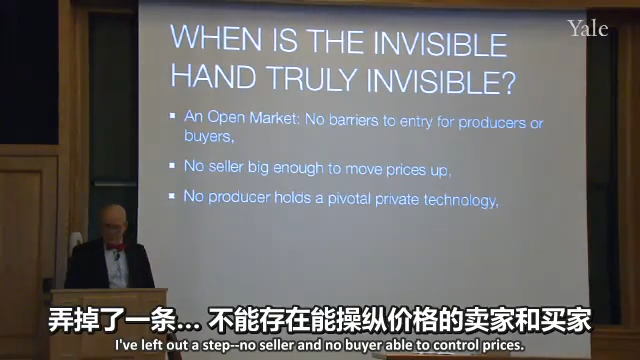 Yale
WHEN IS THE INVISIBLE
HAND TRULY INVISIBLE?
▪ An Open Market: No barriers to entry for producers or
buyers,
▪ No seller big enough to move prices up,
▪ No producer holds a pivotal private technology,
弄掉了一条... 不能存在能操纵价格的卖家和买家
I've left out a step--no seller and no buyer able to control prices.